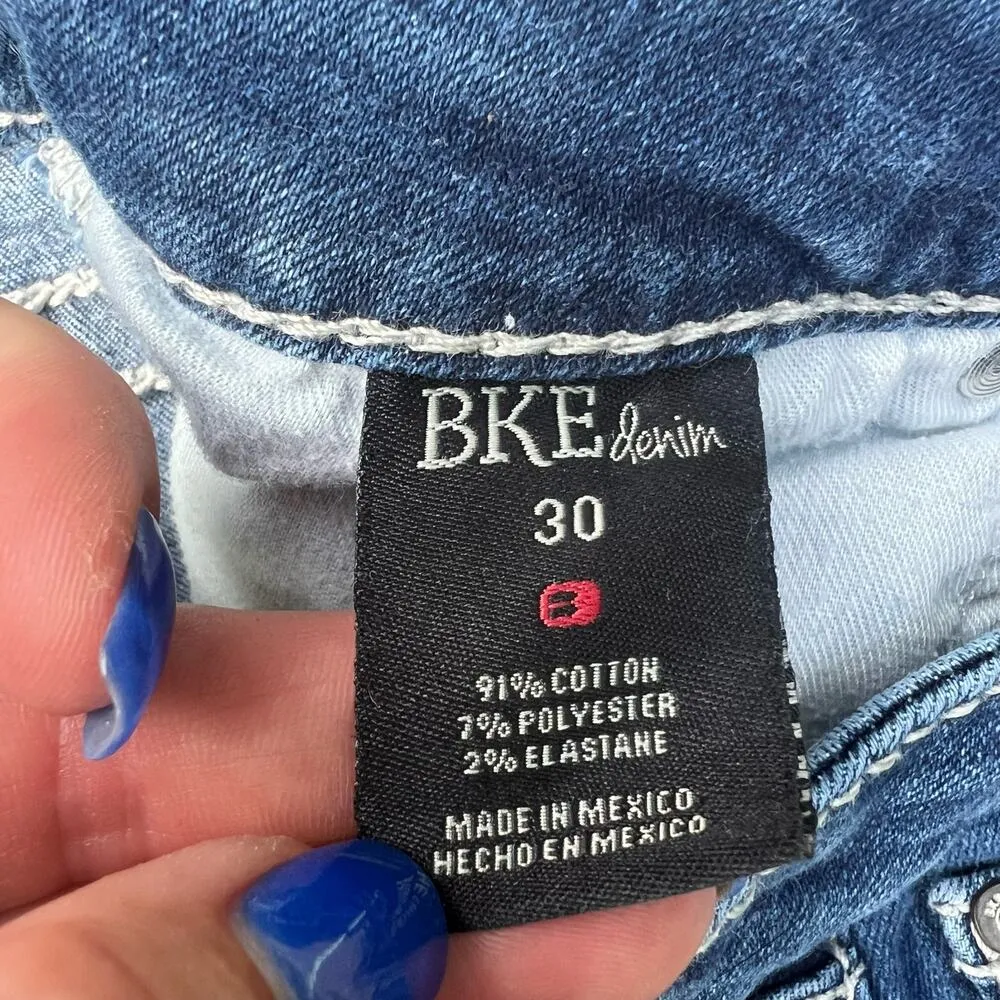 BKE denim
30
B
91% COTTON
7% POLYESTER
2% ELASTANE
MADE IN MEXICO
HECHO EN MEXICO